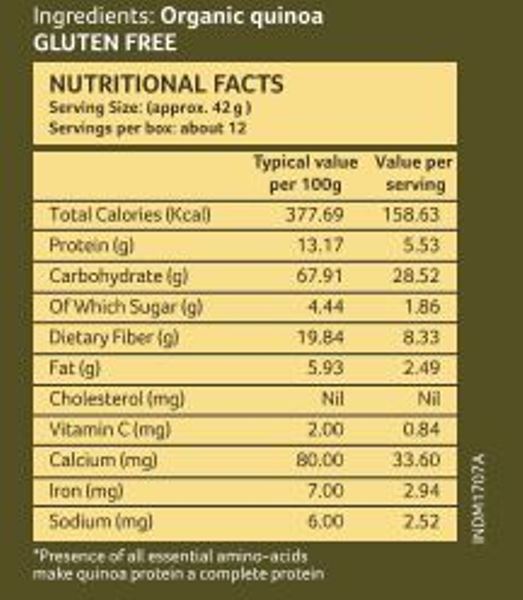 Ingredients: Organic quinoa
GLUTEN FREE
NUTRITIONAL FACTS
Serving Size: (approx. 42 g)
Servings per box: about 12
Typical value per 100g Value per serving
Total Calories (Kcal) 377.69 158.63
Protein (g) 13.17 5.53
Carbohydrate (g) 67.91 28.52
Of Which Sugar (g) 4.44 1.86
Dietary Fiber (g) 19.84 8.33
Fat (g) 5.93 2.49
Cholesterol (mg) Nil Nil
Vitamin C (mg) 2.00 0.84
Calcium (mg) 80.00 33.60
Iron (mg) 7.00 2.94
Sodium (mg) 6.00 2.52
INDM1707A
*Presence of all essential amino-acids
make quinoa protein a complete protein